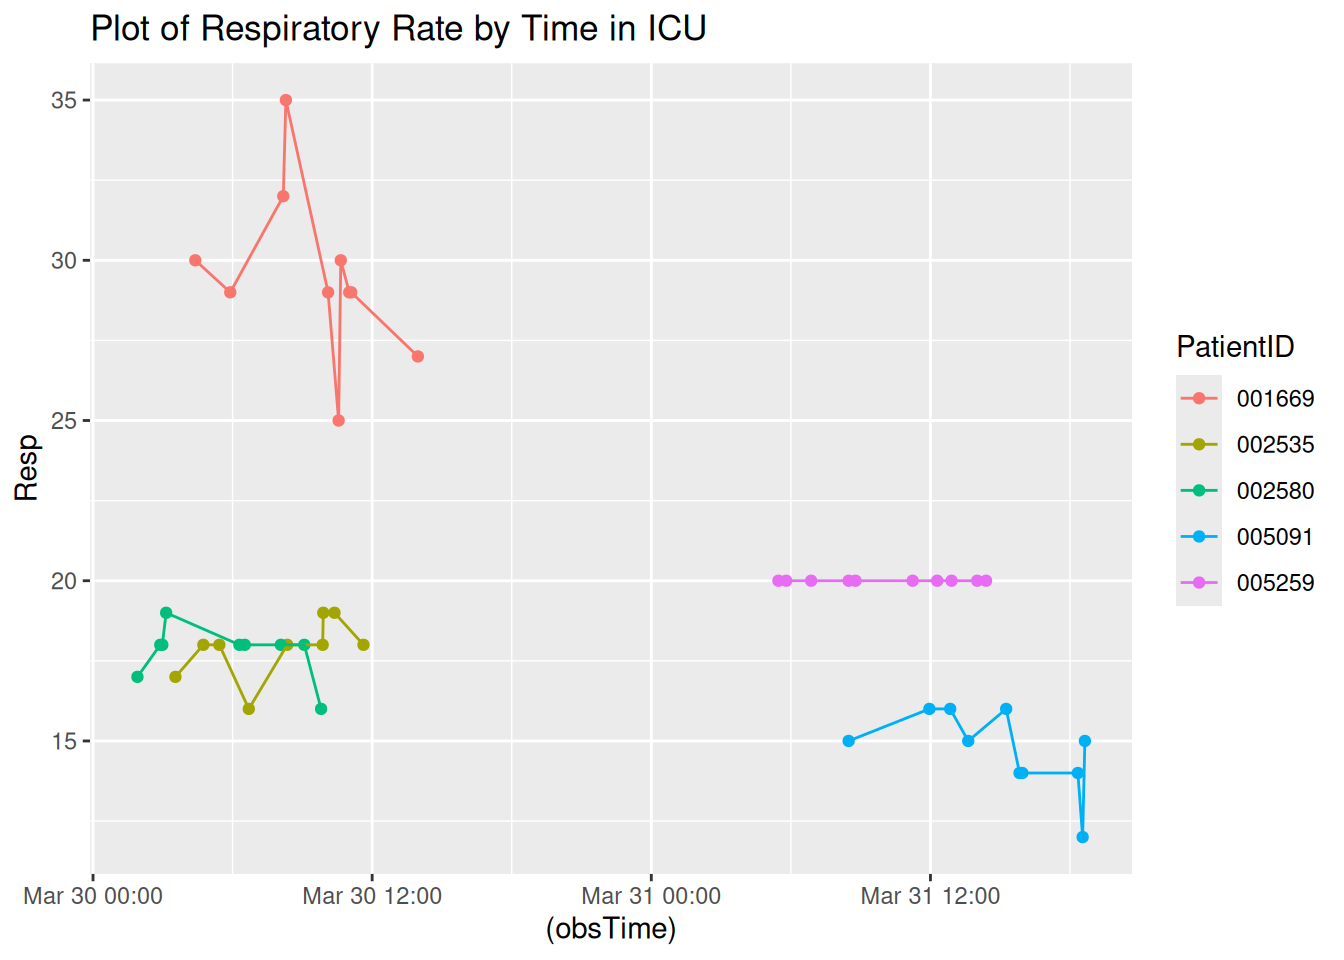 Plot of Respiratory Rate by Time in ICU
35
30
25
20
15
Resp
Mar 30 00:00
Mar 30 12:00
Mar 31 00:00
Mar 31 12:00
(obsTime)
PatientID
001669
002535
002580
005091
005259